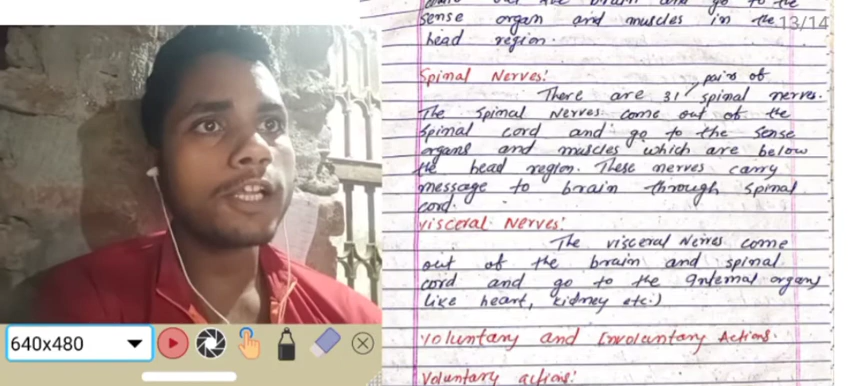 sense organ and muscles in the
13/14
head region.
Spinal Nerves:
There are 31 pairs of spinal nerves.
The Spinal Nerves come out of the
Spinal cord and go to the sense
organs and muscles which are below
the head region. These nerves carry
message to brain through spinal
cord.
visceral Nerves:
The visceral Nerves come
out of the brain and spinal
cord and go to the Internal organs
like heart, kidney etc.)
Voluntary and Involuntary Actions.
Voluntary actions:
640x480